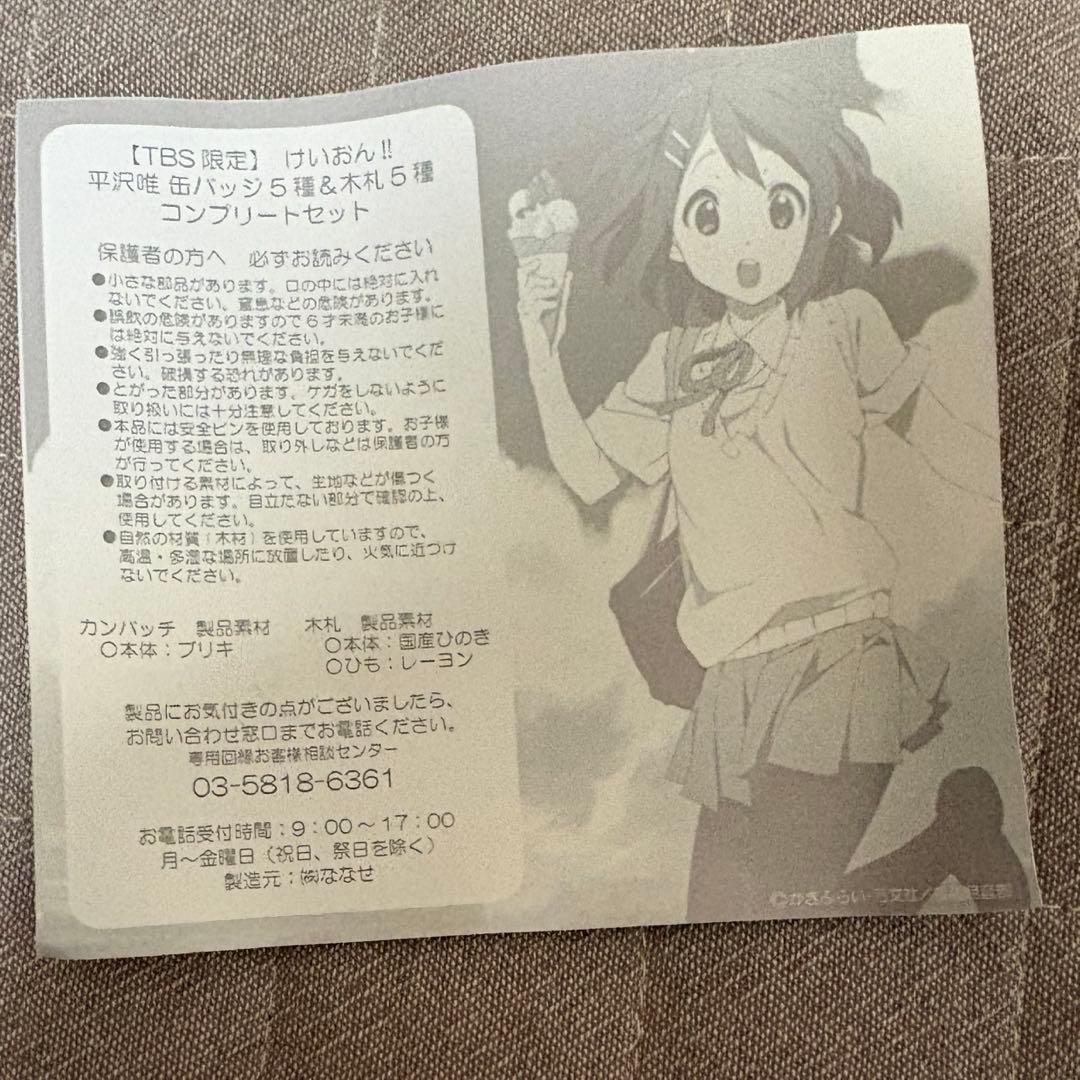 【TBS限定】 けいおん!!
平沢唯 缶バッジ5種&木札5種
コンプリートセット
保護者の方へ 必ずお読みください
●小さな部品があります。口の中には絶対に入れ
ないでください。窒息などの危険があります。
●誤飲の危険がありますので6才未満のお子様に
は絶対に与えないでください。
●強く引っ張ったり無理な負担を与えないでくだ
さい。破損する恐れがあります。
●とがった部分があります。ケガをしないように
取り扱いには十分注意してください。
●本品には安全ピンを使用しております。お子様
が使用する場合は、取り外しなどは保護者の方
が行ってください。
●取り付ける素材によって、生地などが傷つく
場合があります。目立たない部分で確認の上、
使用してください。
●自然の材質(木材)を使用していますので、
高温・多湿な場所に放置したり、火気に近づけ
ないでください。
カンバッチ 製品素材 木札 製品素材
○本体:ブリキ ○本体:国産ひのき
○ひも:レーヨン
製品にお気付きの点がございましたら、
お問い合わせ窓口までお電話ください。
専用回線お客様相談センター
03-5818-6361
お電話受付時間:9:00~17:00
月~金曜日(祝日、祭日を除く)
製造元:㈱ななせ
©かきふらい・芳文社/